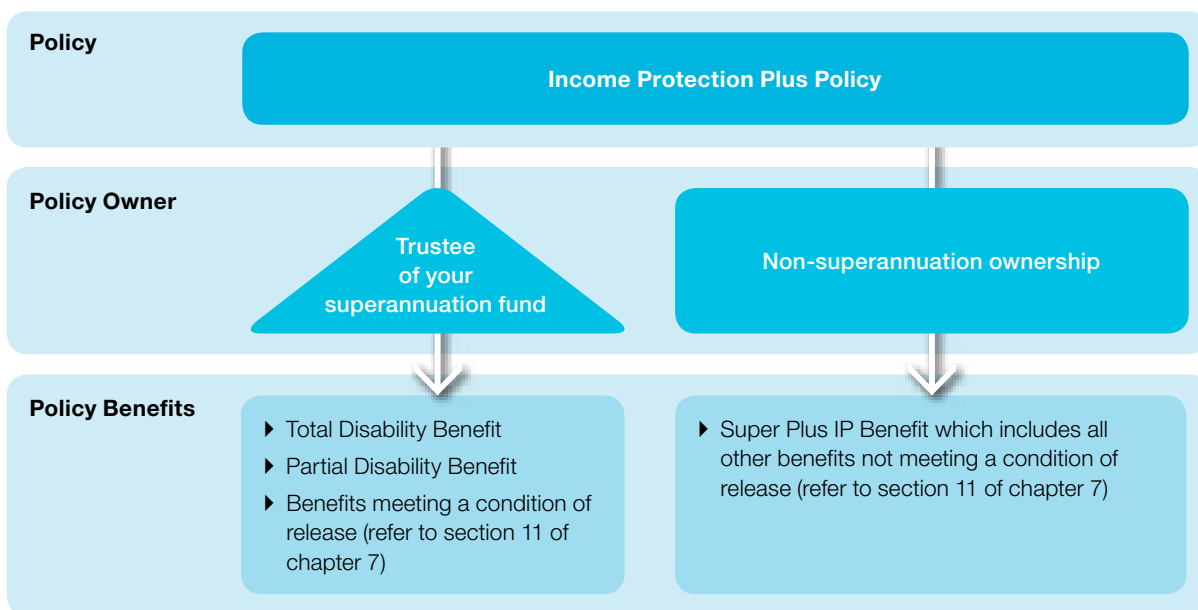 Policy
Income Protection Plus Policy
Policy Owner
Trustee
of your
superannuation fund
Non-superannuation ownership
Policy Benefits
Total Disability Benefit
Partial Disability Benefit
Benefits meeting a condition of
release (refer to section 11 of
chapter 7)
Super Plus IP Benefit which includes all
other benefits not meeting a condition of
release (refer to section 11 of chapter 7)